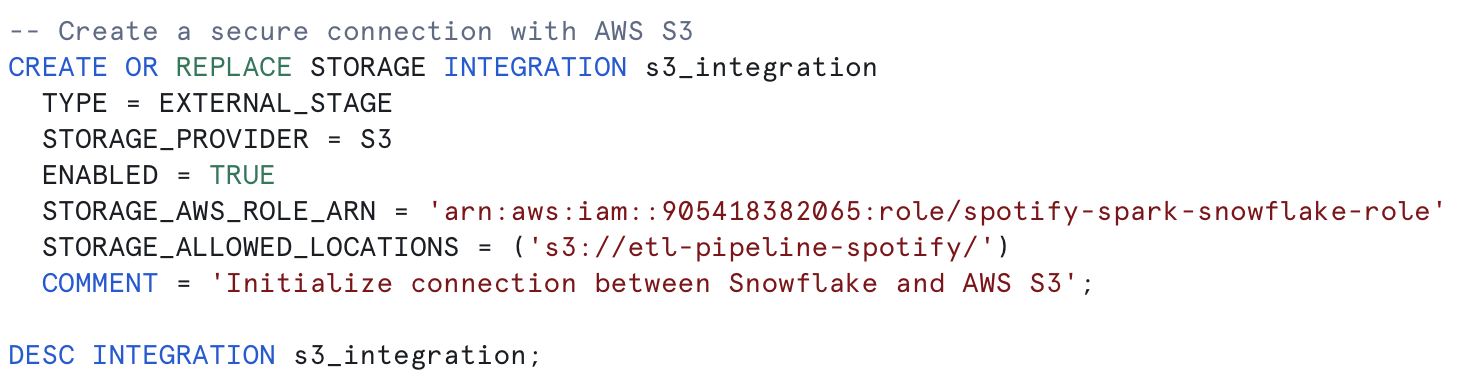 -- Create a secure connection with AWS S3
CREATE OR REPLACE STORAGE INTEGRATION s3_integration
  TYPE = EXTERNAL_STAGE
  STORAGE_PROVIDER = S3
  ENABLED = TRUE
  STORAGE_AWS_ROLE_ARN = 'arn:aws:iam::905418382065:role/spotify-spark-snowflake-role'
  STORAGE_ALLOWED_LOCATIONS = ('s3://etl-pipeline-spotify/')
  COMMENT = 'Initialize connection between Snowflake and AWS S3';

DESC INTEGRATION s3_integration;